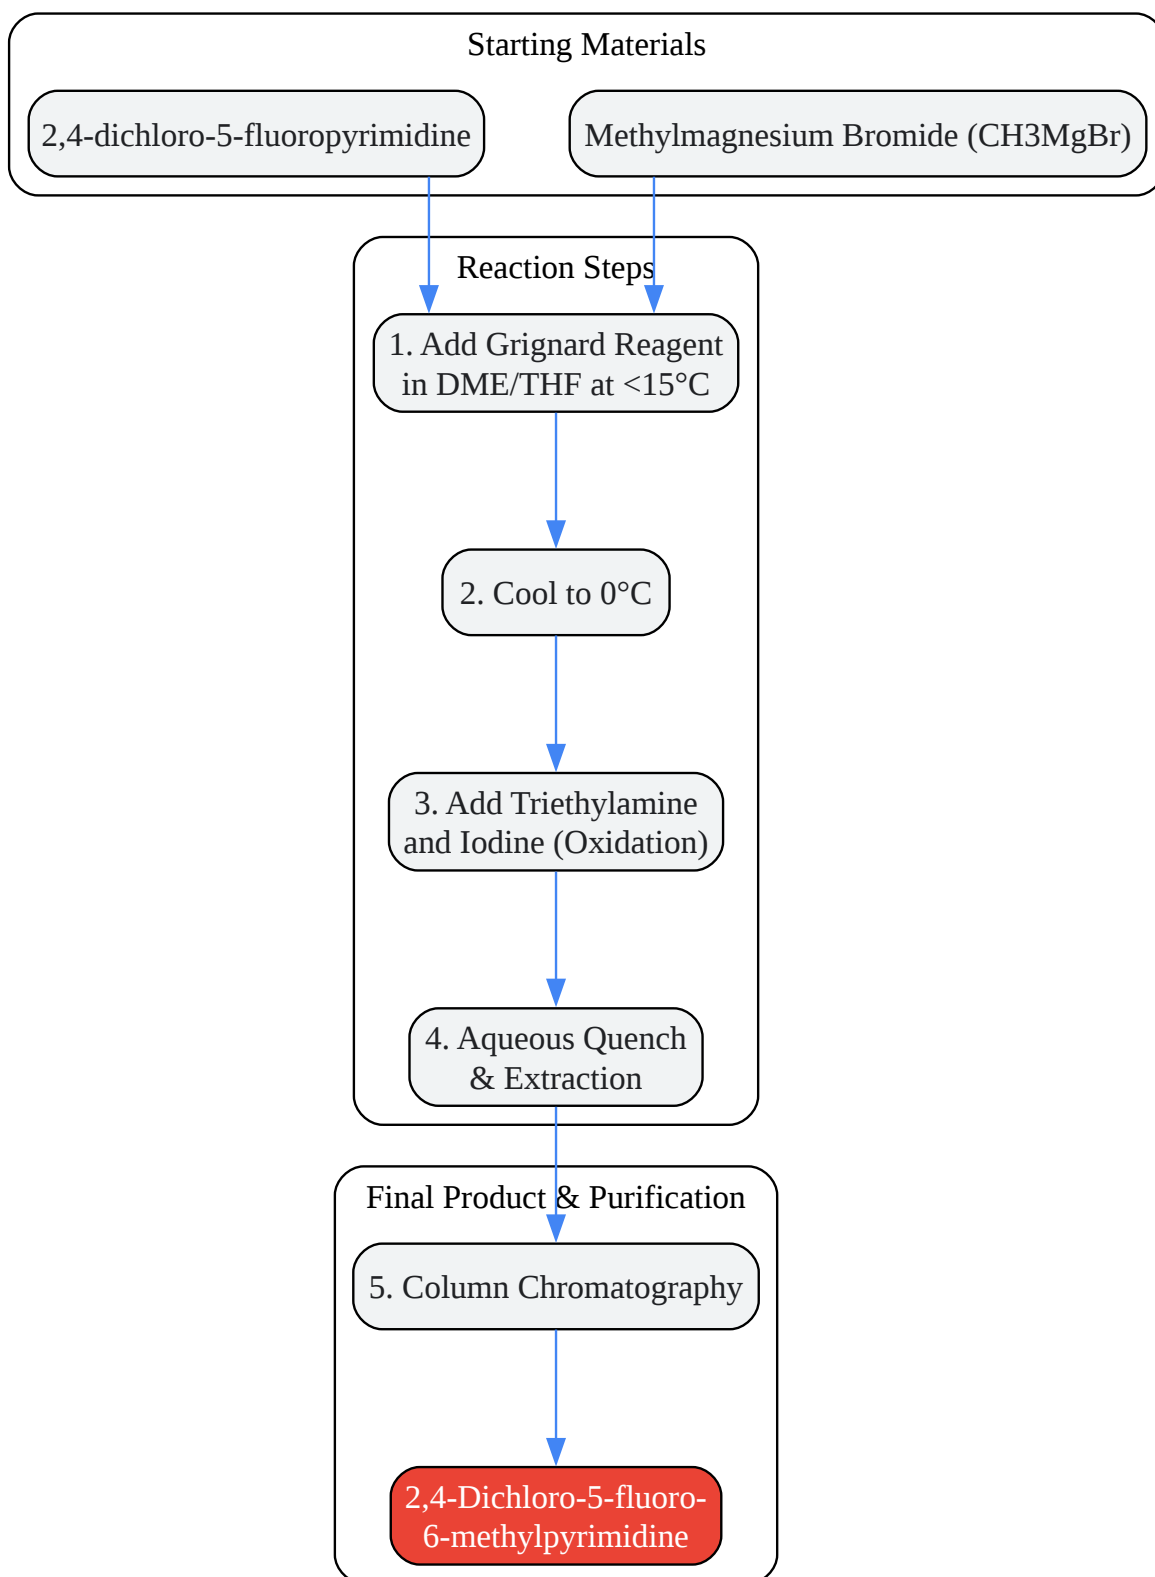 Starting Materials
2,4-dichloro-5-fluoropyrimidine
Methylmagnesium Bromide (CH3MgBr)
Reaction Steps
1. Add Grignard Reagent
in DME/THF at <15°C
2. Cool to 0°C
3. Add Triethylamine
and Iodine (Oxidation)
4. Aqueous Quench
& Extraction
Final Product & Purification
5. Column Chromatography
2,4-Dichloro-5-fluoro-
6-methylpyrimidine